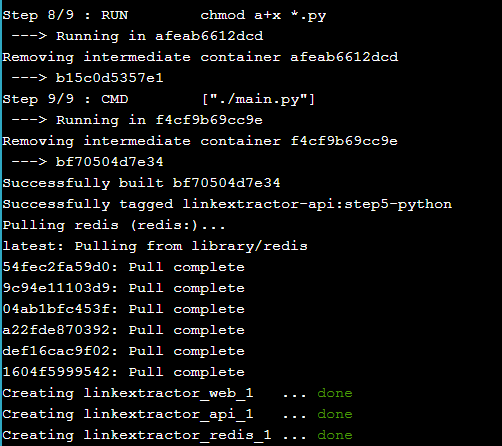 Step 8/9 : RUN        chmod a+x *.py
 ---> Running in afeab6612dcd
Removing intermediate container afeab6612dcd
 ---> b15c0d5357e1
Step 9/9 : CMD        ["./main.py"]
 ---> Running in f4cf9b69cc9e
Removing intermediate container f4cf9b69cc9e
 ---> bf70504d7e34
Successfully built bf70504d7e34
Successfully tagged linkextractor-api:step5-python
Pulling redis (redis:)...
latest: Pulling from library/redis
54fec2fa59d0: Pull complete
9c94e11103d9: Pull complete
04ab1bfc453f: Pull complete
a22fde870392: Pull complete
def16cac9f02: Pull complete
1604f5999542: Pull complete
Creating linkextractor_web_1   ... done
Creating linkextractor_api_1   ... done
Creating linkextractor_redis_1 ... done